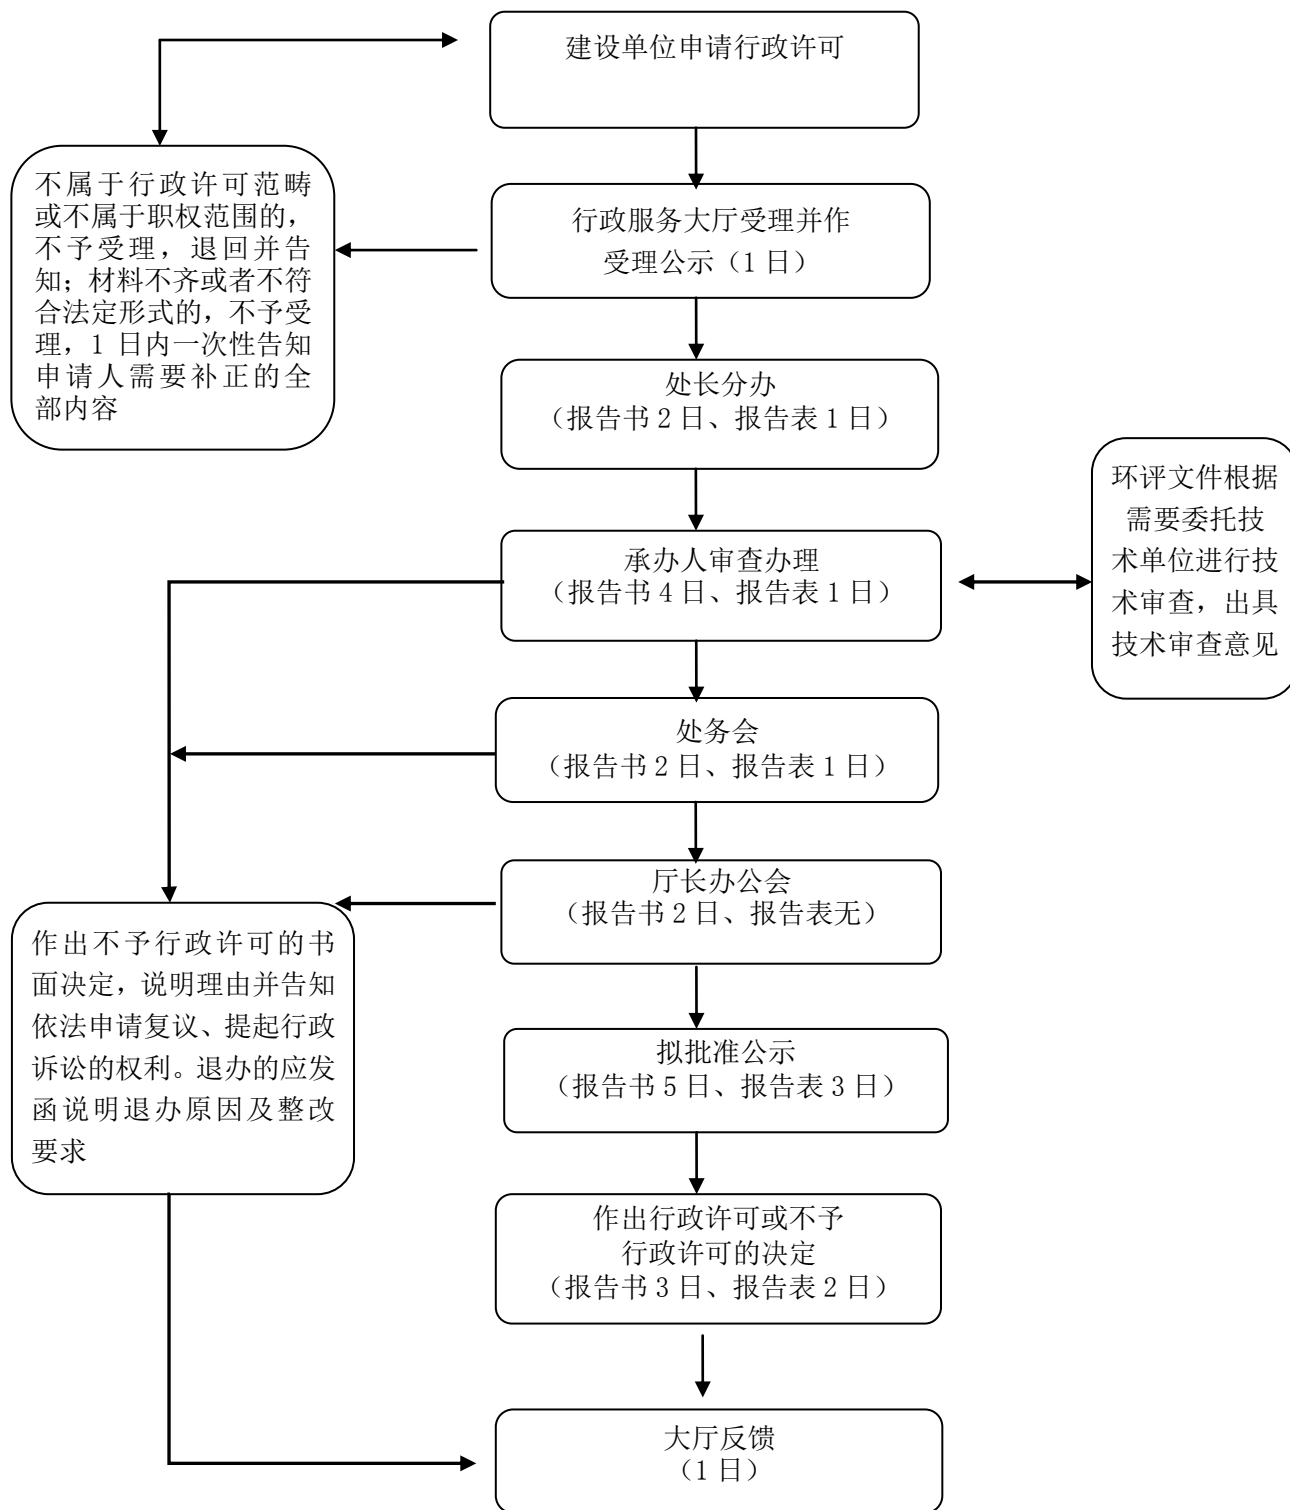 建设单位申请行政许可
不属于行政许可范畴
或不属于职权范围的，
不予受理，退回并告
知；材料不齐或者不符
合法定形式的，不予受
理，1 日内一次性告知
申请人需要补正的全
部内容
行政服务大厅受理并作
受理公示（1 日）
处长分办
（报告书 2 日、报告表 1 日）
承办人审查办理
（报告书 4 日、报告表 1 日）
环评文件根据
需要委托技
术单位进行技
术审查，出具
技术审查意见
处务会
（报告书 2 日、报告表 1 日）
厅长办公会
（报告书 2 日、报告表无）
作出不予行政许可的书
面决定，说明理由并告知
依法申请复议、提起行政
诉讼的权利。退办的应发
函说明退办原因及整改
要求
拟批准公示
（报告书 5 日、报告表 3 日）
作出行政许可或不予
行政许可的决定
（报告书 3 日、报告表 2 日）
大厅反馈
（1 日）